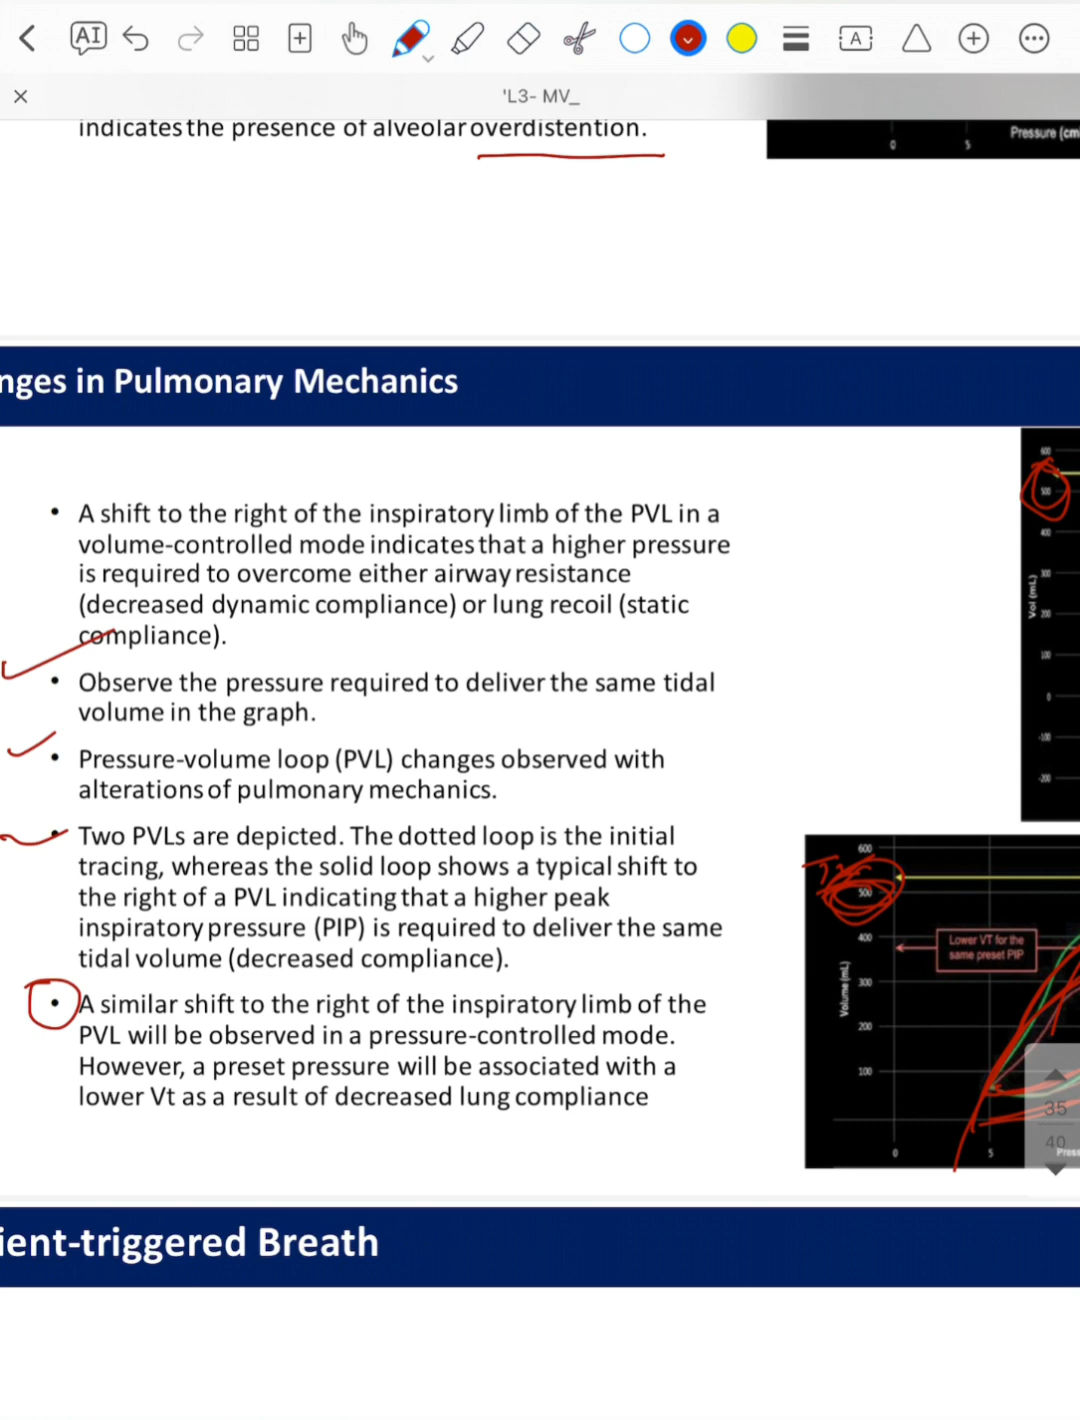 AI
A
'L3- MV_
indicates the presence of alveolar overdistention.
0
5
Pressure (cm
nges in Pulmonary Mechanics
• A shift to the right of the inspiratory limb of the PVL in a
volume-controlled mode indicates that a higher pressure
is required to overcome either airway resistance
(decreased dynamic compliance) or lung recoil (static
compliance).
• Observe the pressure required to deliver the same tidal
volume in the graph.
• Pressure-volume loop (PVL) changes observed with
alterations of pulmonary mechanics.
• Two PVLs are depicted. The dotted loop is the initial
tracing, whereas the solid loop shows a typical shift to
the right of a PVL indicating that a higher peak
inspiratory pressure (PIP) is required to deliver the same
tidal volume (decreased compliance).
• A similar shift to the right of the inspiratory limb of the
PVL will be observed in a pressure-controlled mode.
However, a preset pressure will be associated with a
lower Vt as a result of decreased lung compliance
600
500
400
300
200
100
0
-100
-200
Vol (mL)
600
500
400
300
200
100
Volume (mL)
Lower VT for the
same preset PIP
0
5
Press
35
40
ient-triggered Breath